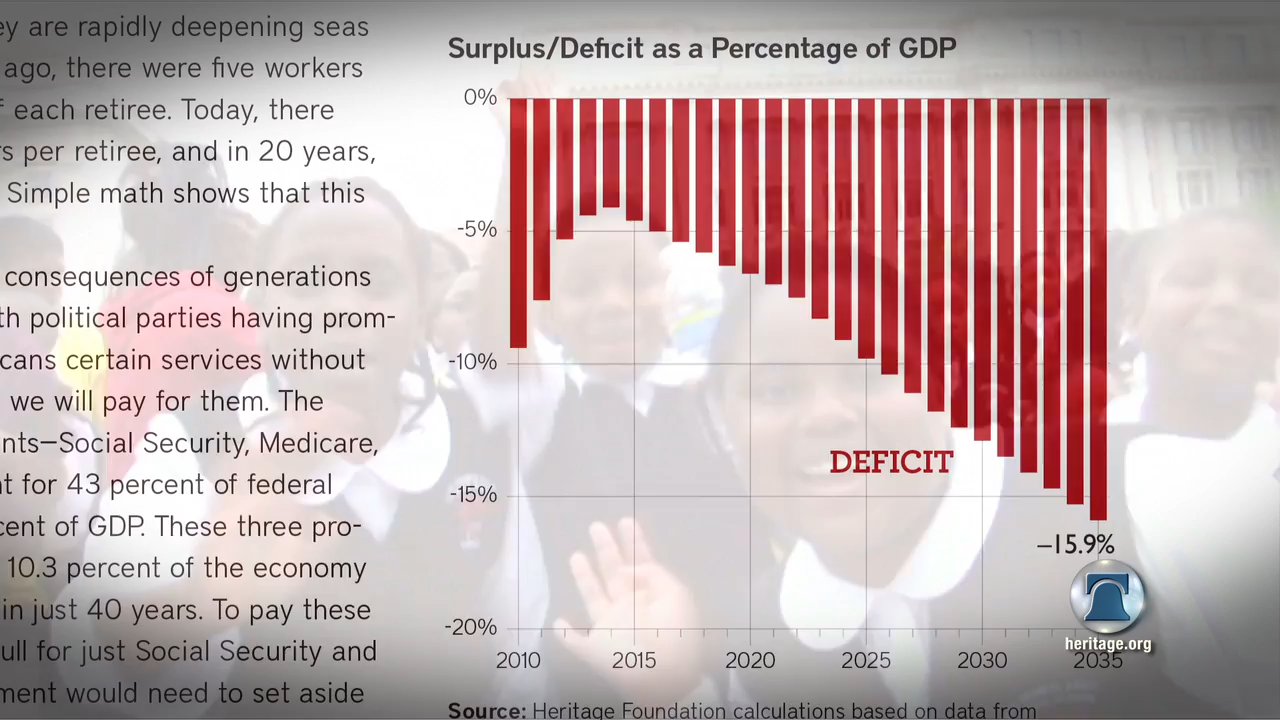 ey are rapidly deepening seas
ago, there were five workers
f each retiree. Today, there
s per retiree, and in 20 years,
Simple math shows that this
consequences of generations
th political parties having prom-
cans certain services without
we will pay for them. The
nts—Social Security, Medicare,
t for 43 percent of federal
cent of GDP. These three pro-
10.3 percent of the economy
in just 40 years. To pay these
ull for just Social Security and
ment would need to set aside
Surplus/Deficit as a Percentage of GDP
0%
-5%
-10%
-15%
-20%
DEFICIT
–15.9%
heritage.org
2010 2015 2020 2025 2030 2035
Source: Heritage Foundation calculations based on data from